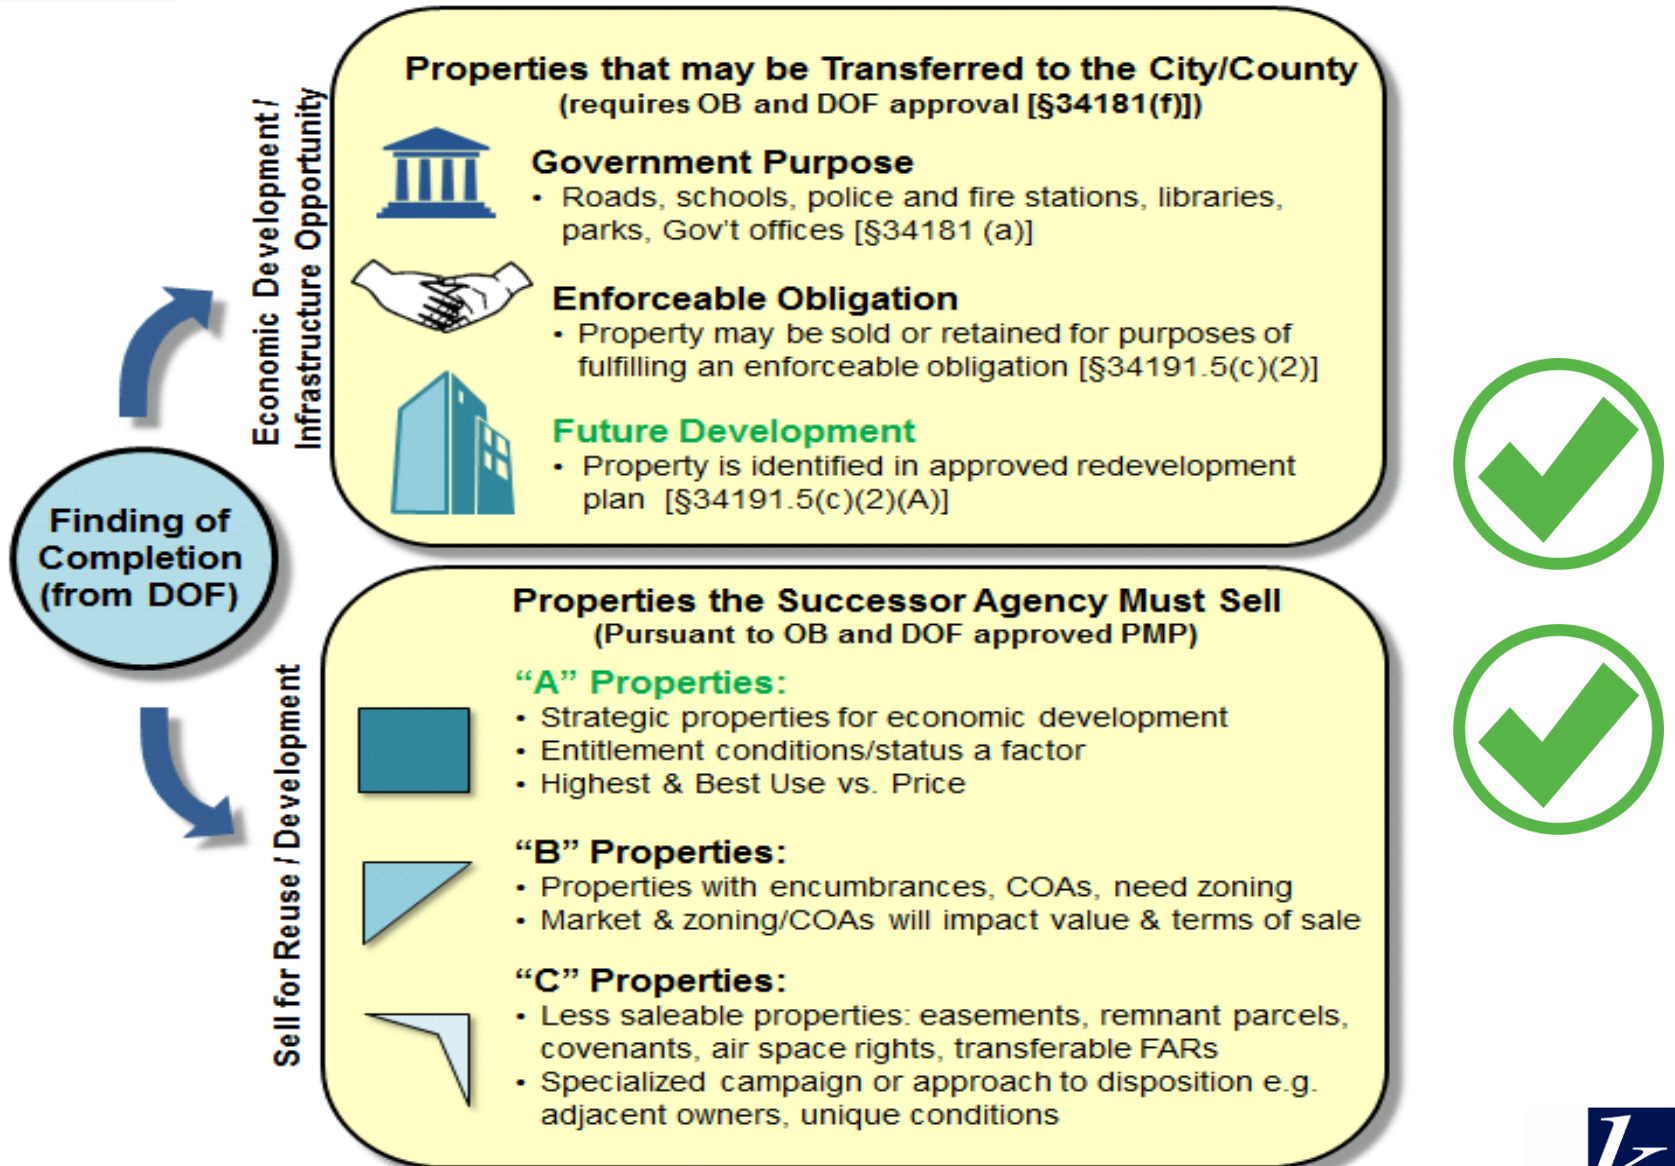 Economic Development /
Infrastructure Opportunity
Properties that may be Transferred to the City/County
(requires OB and DOF approval [§34181(f)])
Government Purpose
• Roads, schools, police and fire stations, libraries,
parks, Gov't offices [§34181 (a)]
Enforceable Obligation
• Property may be sold or retained for purposes of
fulfilling an enforceable obligation [§34191.5(c)(2)]
Future Development
• Property is identified in approved redevelopment
plan [§34191.5(c)(2)(A)]
Finding of
Completion
(from DOF)
Sell for Reuse / Development
Properties the Successor Agency Must Sell
(Pursuant to OB and DOF approved PMP)
“A” Properties:
• Strategic properties for economic development
• Entitlement conditions/status a factor
• Highest & Best Use vs. Price
“B” Properties:
• Properties with encumbrances, COAs, need zoning
• Market & zoning/COAs will impact value & terms of sale
“C” Properties:
• Less saleable properties: easements, remnant parcels,
covenants, air space rights, transferable FARs
• Specialized campaign or approach to disposition e.g.
adjacent owners, unique conditions
k